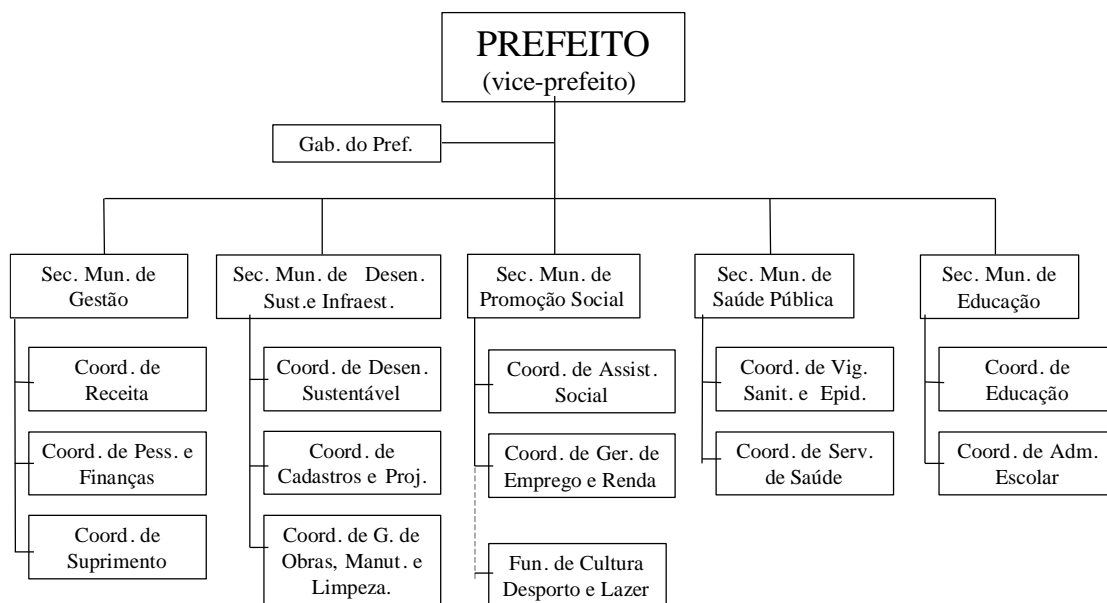 PREFEITO
(vice-prefeito)
Gab. do Pref.
Sec. Mun. de
Gestão
Sec. Mun. de Desen.
Sust.e Infraest.
Sec. Mun. de
Promoção Social
Sec. Mun. de
Saúde Pública
Sec. Mun. de
Educação
Coord. de
Receita
Coord. de Desen.
Sustentável
Coord. de Assist.
Social
Coord. de Vig.
Sanit. e Epid.
Coord. de
Educação
Coord. de Pess. e
Finanças
Coord. de
Cadastros e Proj.
Coord. de Ger. de
Emprego e Renda
Coord. de Serv.
de Saúde
Coord. de Adm.
Escolar
Coord. de
Suprimento
Coord. de G. de
Obras, Manut. e
Limpeza.
Fun. de Cultura
Desporto e Lazer